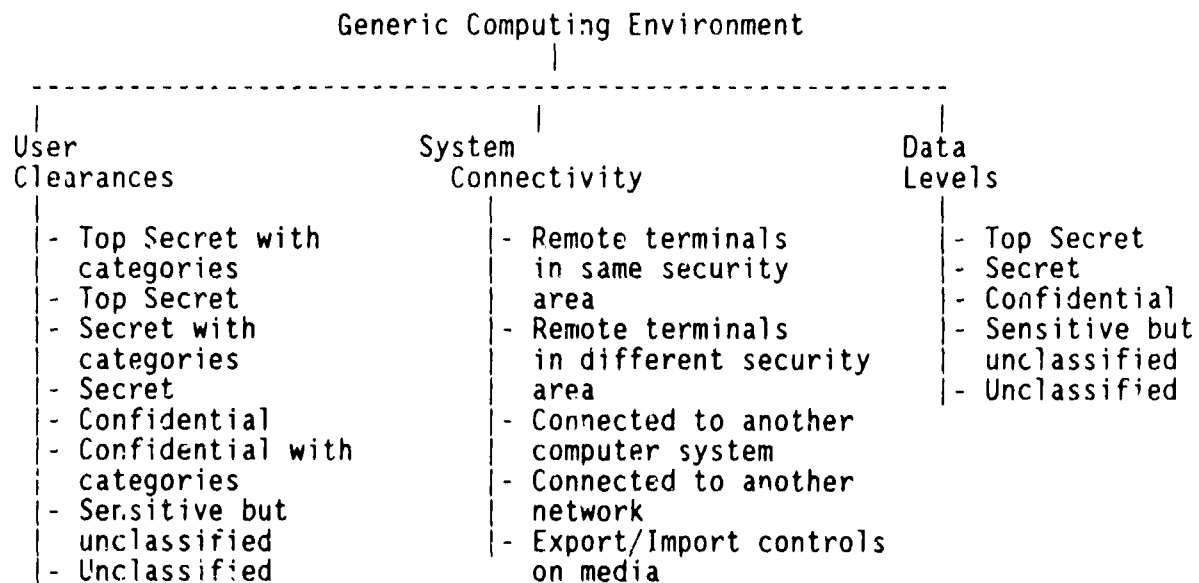 Generic Computing Environment
User
Clearances
- Top Secret with
categories
- Top Secret
- Secret with
categories
- Secret
- Confidential
- Confidential with
categories
- Sensitive but
unclassified
- Unclassified
System
Connectivity
- Remote terminals
in same security
area
- Remote terminals
in different security
area
- Connected to another
computer system
- Connected to another
network
- Export/Import controls
on media
Data
Levels
- Top Secret
- Secret
- Confidential
- Sensitive but
unclassified
- Unclassified